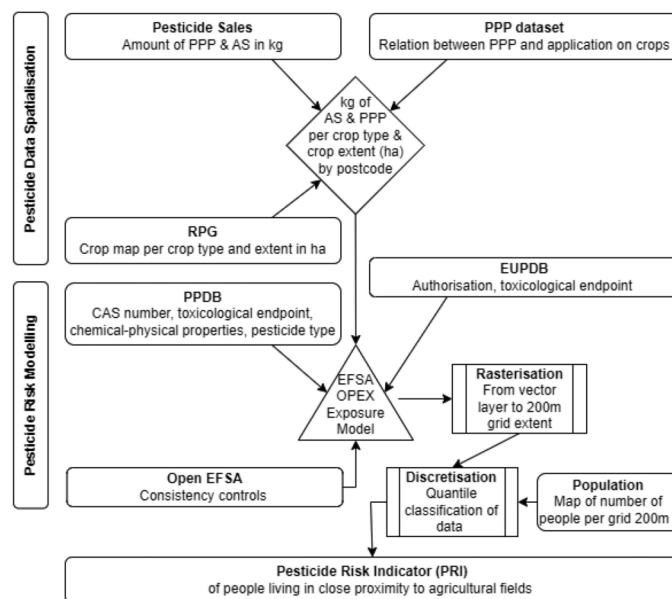 Pesticide Data Spatialisation
Pesticide Sales
Amount of PPP & AS in kg
PPP dataset
Relation between PPP and application on crops
kg of
AS & PPP
per crop type &
crop extent (ha)
by postcode
RPG
Crop map per crop type and extent in ha
Pesticide Risk Modelling
EUPDB
Authorisation, toxicological endpoint
PPDB
CAS number, toxicological endpoint,
chemical-physical properties, pesticide type
EFSA
OPEX
Exposure
Model
Rasterisation
From vector
layer to 200m
grid extent
Open EFSA
Consistency controls
Discretisation
Quantile
classification of
data
Population
Map of number of
people per grid 200m
Pesticide Risk Indicator (PRI)
of people living in close proximity to agricultural fields